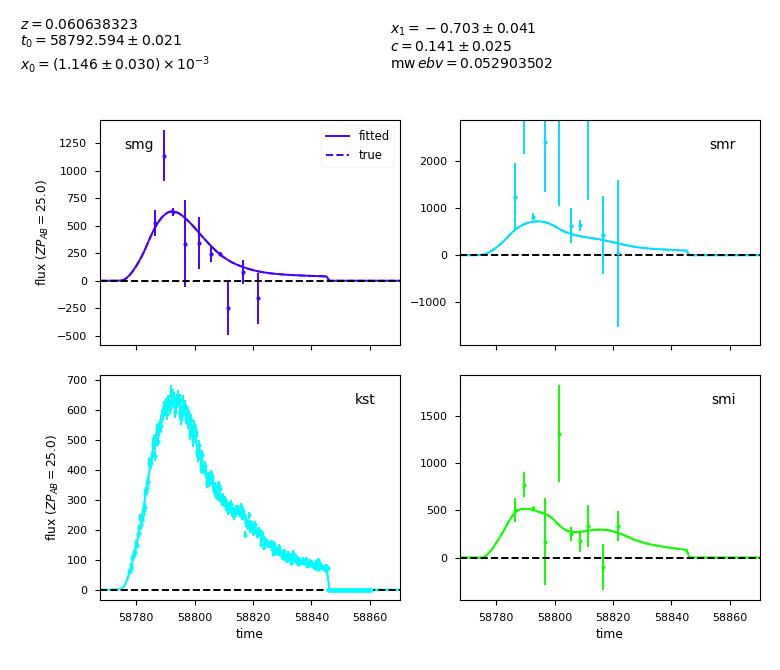 z = 0.060638323
t₀ = 58792.594 ± 0.021
x₀ = (1.146 ± 0.030) × 10⁻³
x₁ = −0.703 ± 0.041
c = 0.141 ± 0.025
mw ebv = 0.052903502
smg
fitted
true
1250
1000
750
500
250
0
−250
−500
flux (ZP_AB = 25.0)
smr
2000
1000
0
−1000
kst
700
600
500
400
300
200
100
0
flux (ZP_AB = 25.0)
58780 58800 58820 58840 58860
time
smi
1500
1000
500
0
58780 58800 58820 58840 58860
time